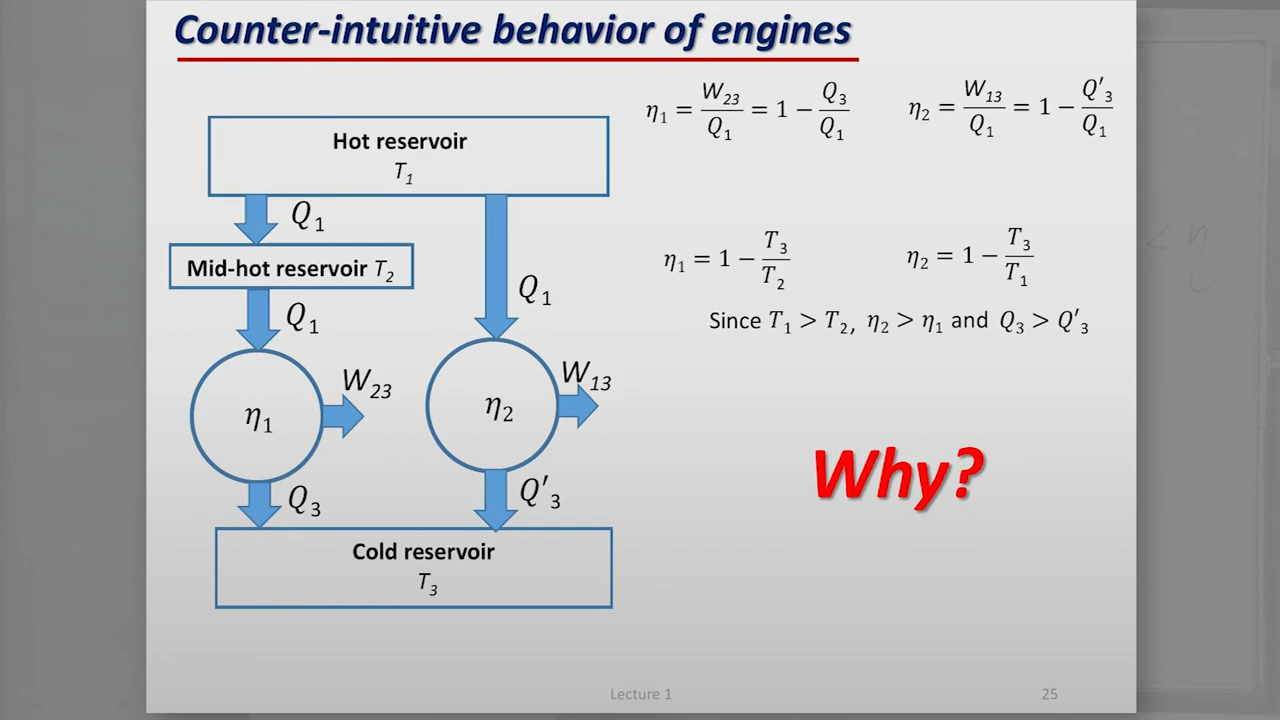 Counter-intuitive behavior of engines
η₁ = W₂₃/Q₁ = 1 − Q₃/Q₁
η₂ = W₁₃/Q₁ = 1 − Q′₃/Q₁
Hot reservoir
T₁
Q₁
Mid-hot reservoir T₂
η₁ = 1 − T₃/T₂
η₂ = 1 − T₃/T₁
Q₁
Q₁
Since T₁ > T₂, η₂ > η₁ and Q₃ > Q′₃
W₂₃
W₁₃
η₁
η₂
Why?
Q₃
Q′₃
Cold reservoir
T₃
Lecture 1
25